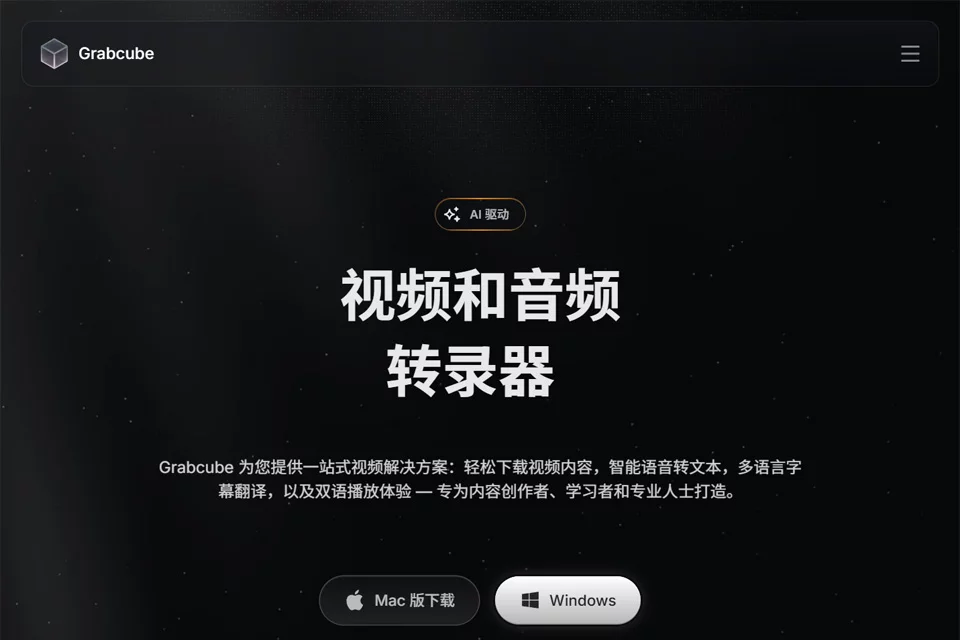 Grabcube
AI 驱动
视频和音频
转录器
Grabcube 为您提供一站式视频解决方案：轻松下载视频内容，智能语音转文本，多语言字
幕翻译，以及双语播放体验 — 专为内容创作者、学习者和专业人士打造。
Mac 版下载
Windows